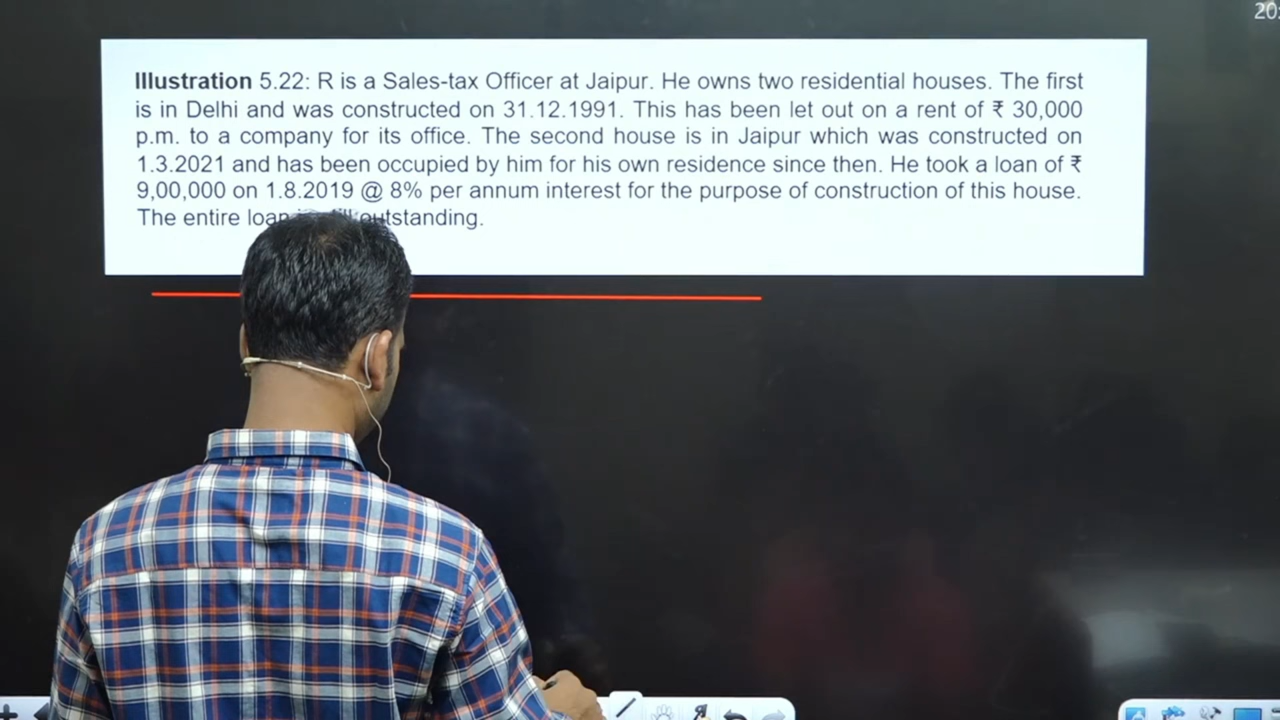 20:
Illustration 5.22: R is a Sales-tax Officer at Jaipur. He owns two residential houses. The first
is in Delhi and was constructed on 31.12.1991. This has been let out on a rent of ₹ 30,000
p.m. to a company for its office. The second house is in Jaipur which was constructed on
1.3.2021 and has been occupied by him for his own residence since then. He took a loan of ₹
9,00,000 on 1.8.2019 @ 8% per annum interest for the purpose of construction of this house.
The entire loan outstanding.